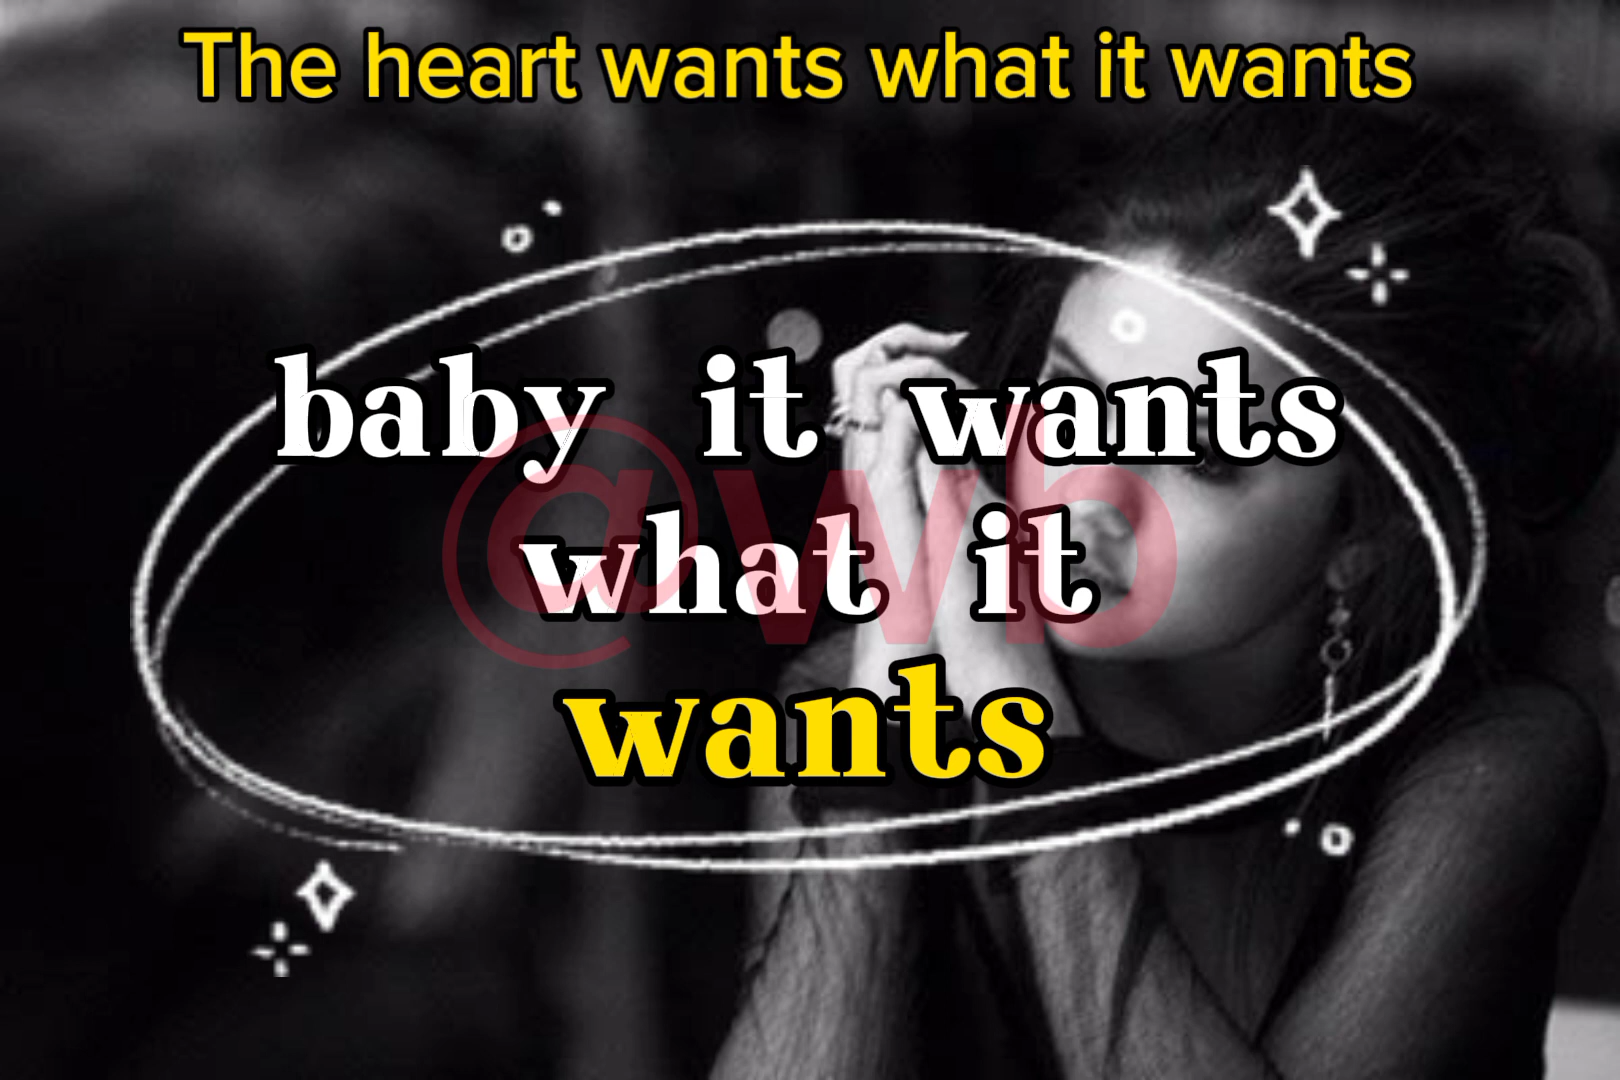 The heart wants what it wants
baby it wants
what it
wants
@wb